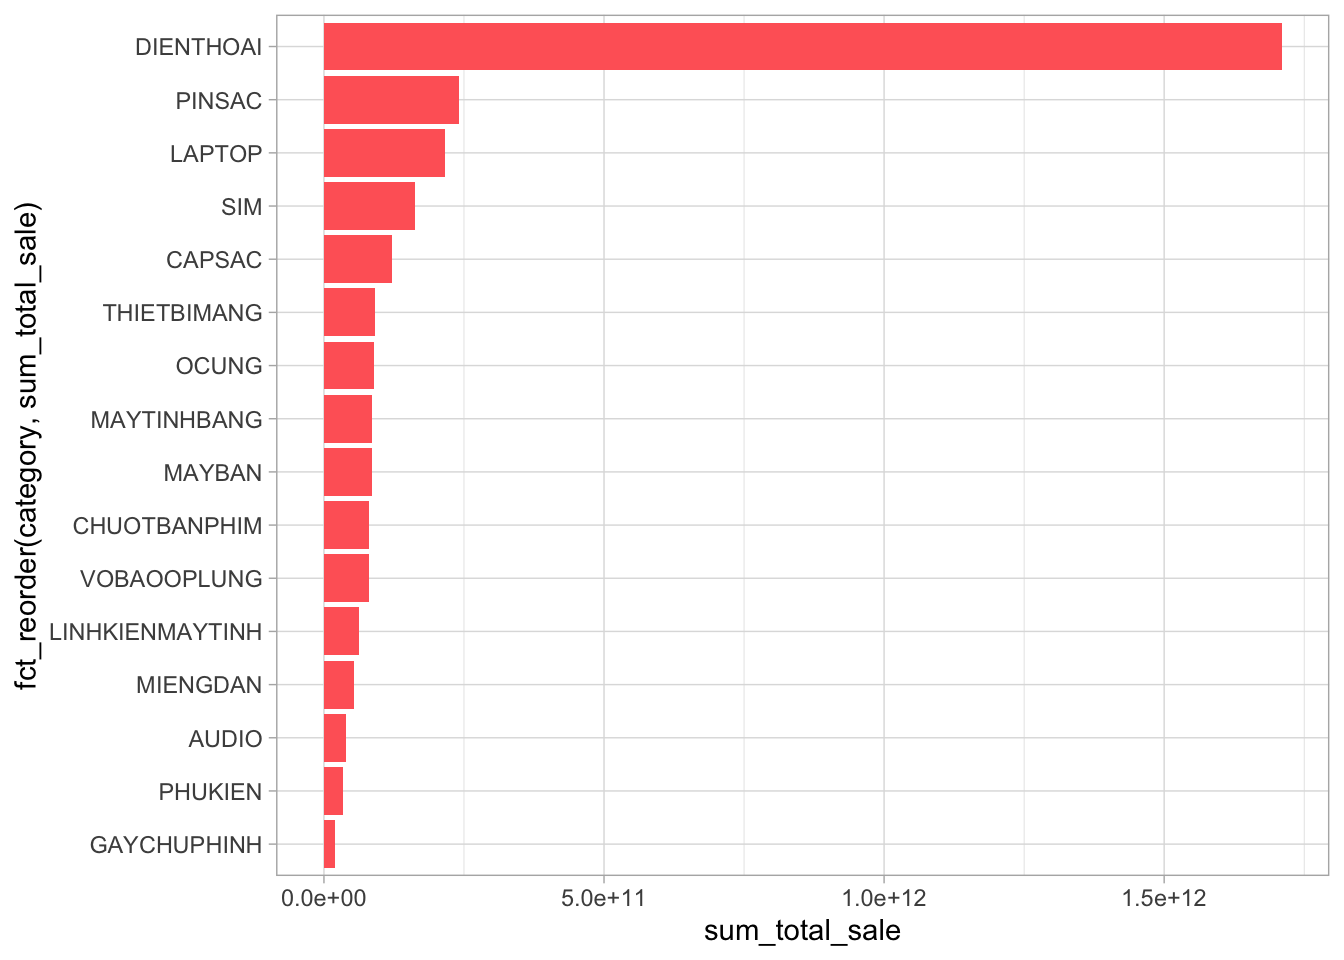 fct_reorder(category, sum_total_sale)
DIENTHOAI
PINSAC
LAPTOP
SIM
CAPSAC
THIETBIMANG
OCUNG
MAYTINHBANG
MAYBAN
CHUOTBANPHIM
VOBAOOPLUNG
LINHKIENMAYTINH
MIENGDAN
AUDIO
PHUKIEN
GAYCHUPHINH
0.0e+00 5.0e+11 1.0e+12 1.5e+12
sum_total_sale